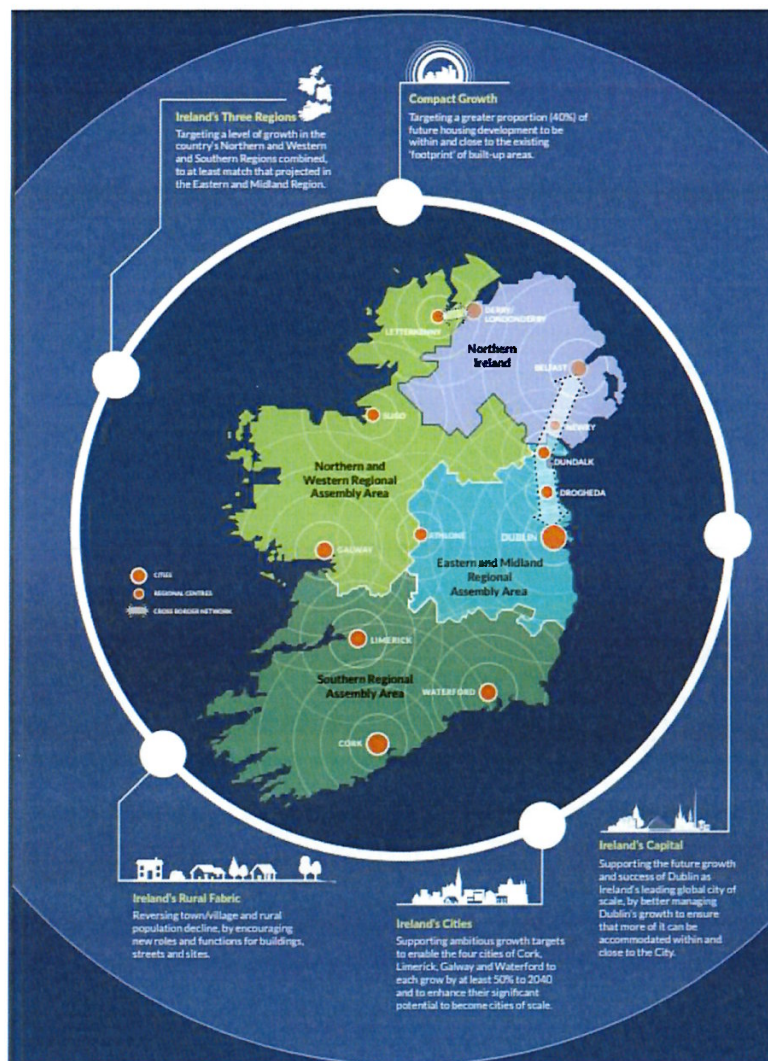 Ireland's Three Regions
Targeting a level of growth in the
country's Northern and Western
and Southern Regions combined,
to at least match that projected in
the Eastern and Midland Region.
Compact Growth
Targeting a greater proportion (40%) of
future housing development to be
within and close to the existing
'footprint' of built-up areas.
LETTERKENNY
DERRY/
LONDONDERRY
Northern
Ireland
BELFAST
SLIGO
NEWRY
DUNDALK
DROGHEDA
Northern and
Western Regional
Assembly Area
GALWAY
ATHLONE
DUBLIN
Eastern and Midland
Regional
Assembly Area
CITIES
REGIONAL CENTRES
CROSS BORDER NETWORK
LIMERICK
Southern Regional
Assembly Area
WATERFORD
CORK
Ireland's Rural Fabric
Reversing town/village and rural
population decline, by encouraging
new roles and functions for buildings,
streets and sites.
Ireland's Cities
Supporting ambitious growth targets
to enable the four cities of Cork,
Limerick, Galway and Waterford to
each grow by at least 50% to 2040
and to enhance their significant
potential to become cities of scale.
Ireland's Capital
Supporting the future growth
and success of Dublin as
Ireland's leading global city of
scale, by better managing
Dublin's growth to ensure
that more of it can be
accommodated within and
close to the City.